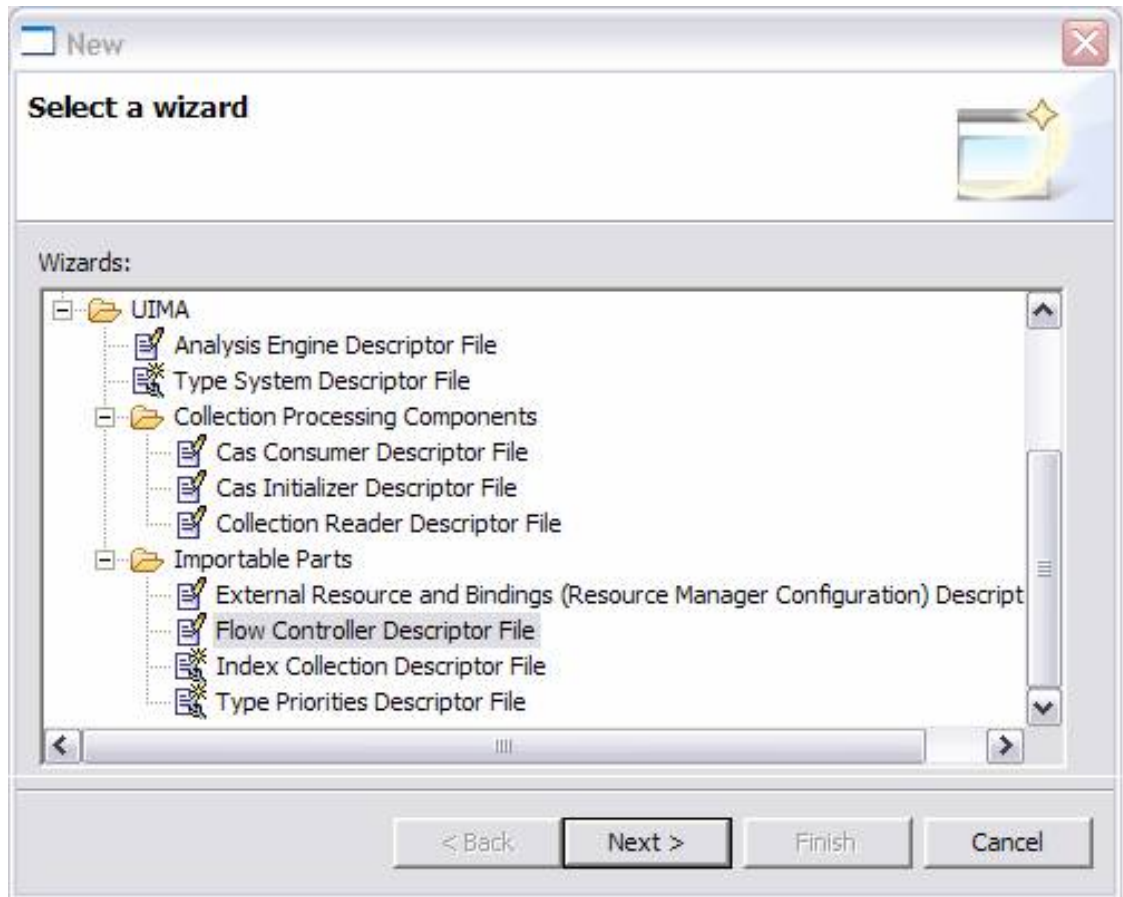 New
Select a wizard
Wizards:
UIMA
Analysis Engine Descriptor File
Type System Descriptor File
Collection Processing Components
Cas Consumer Descriptor File
Cas Initializer Descriptor File
Collection Reader Descriptor File
Importable Parts
External Resource and Bindings (Resource Manager Configuration) Descript
Flow Controller Descriptor File
Index Collection Descriptor File
Type Priorities Descriptor File
< Back Next > Finish Cancel